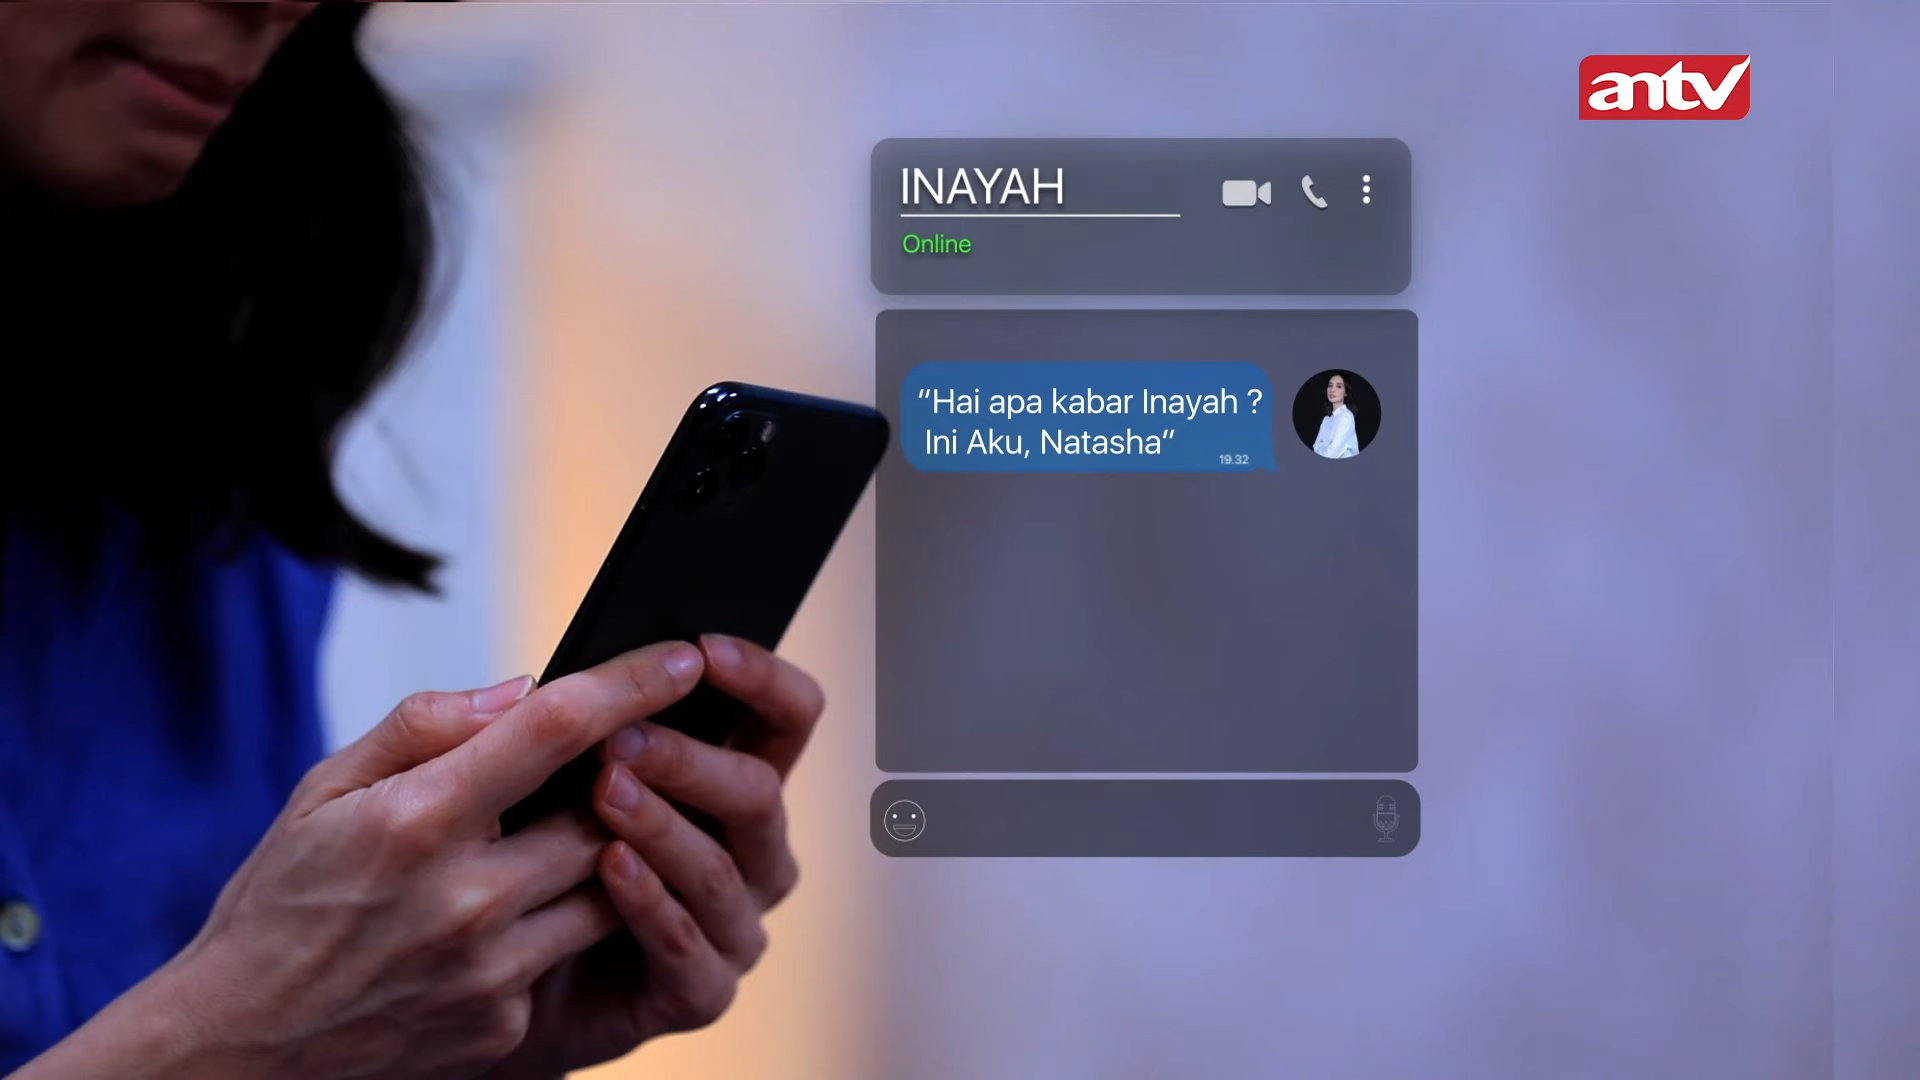 antv
INAYAH
Online
“Hai apa kabar Inayah ?
Ini Aku, Natasha”
19.32